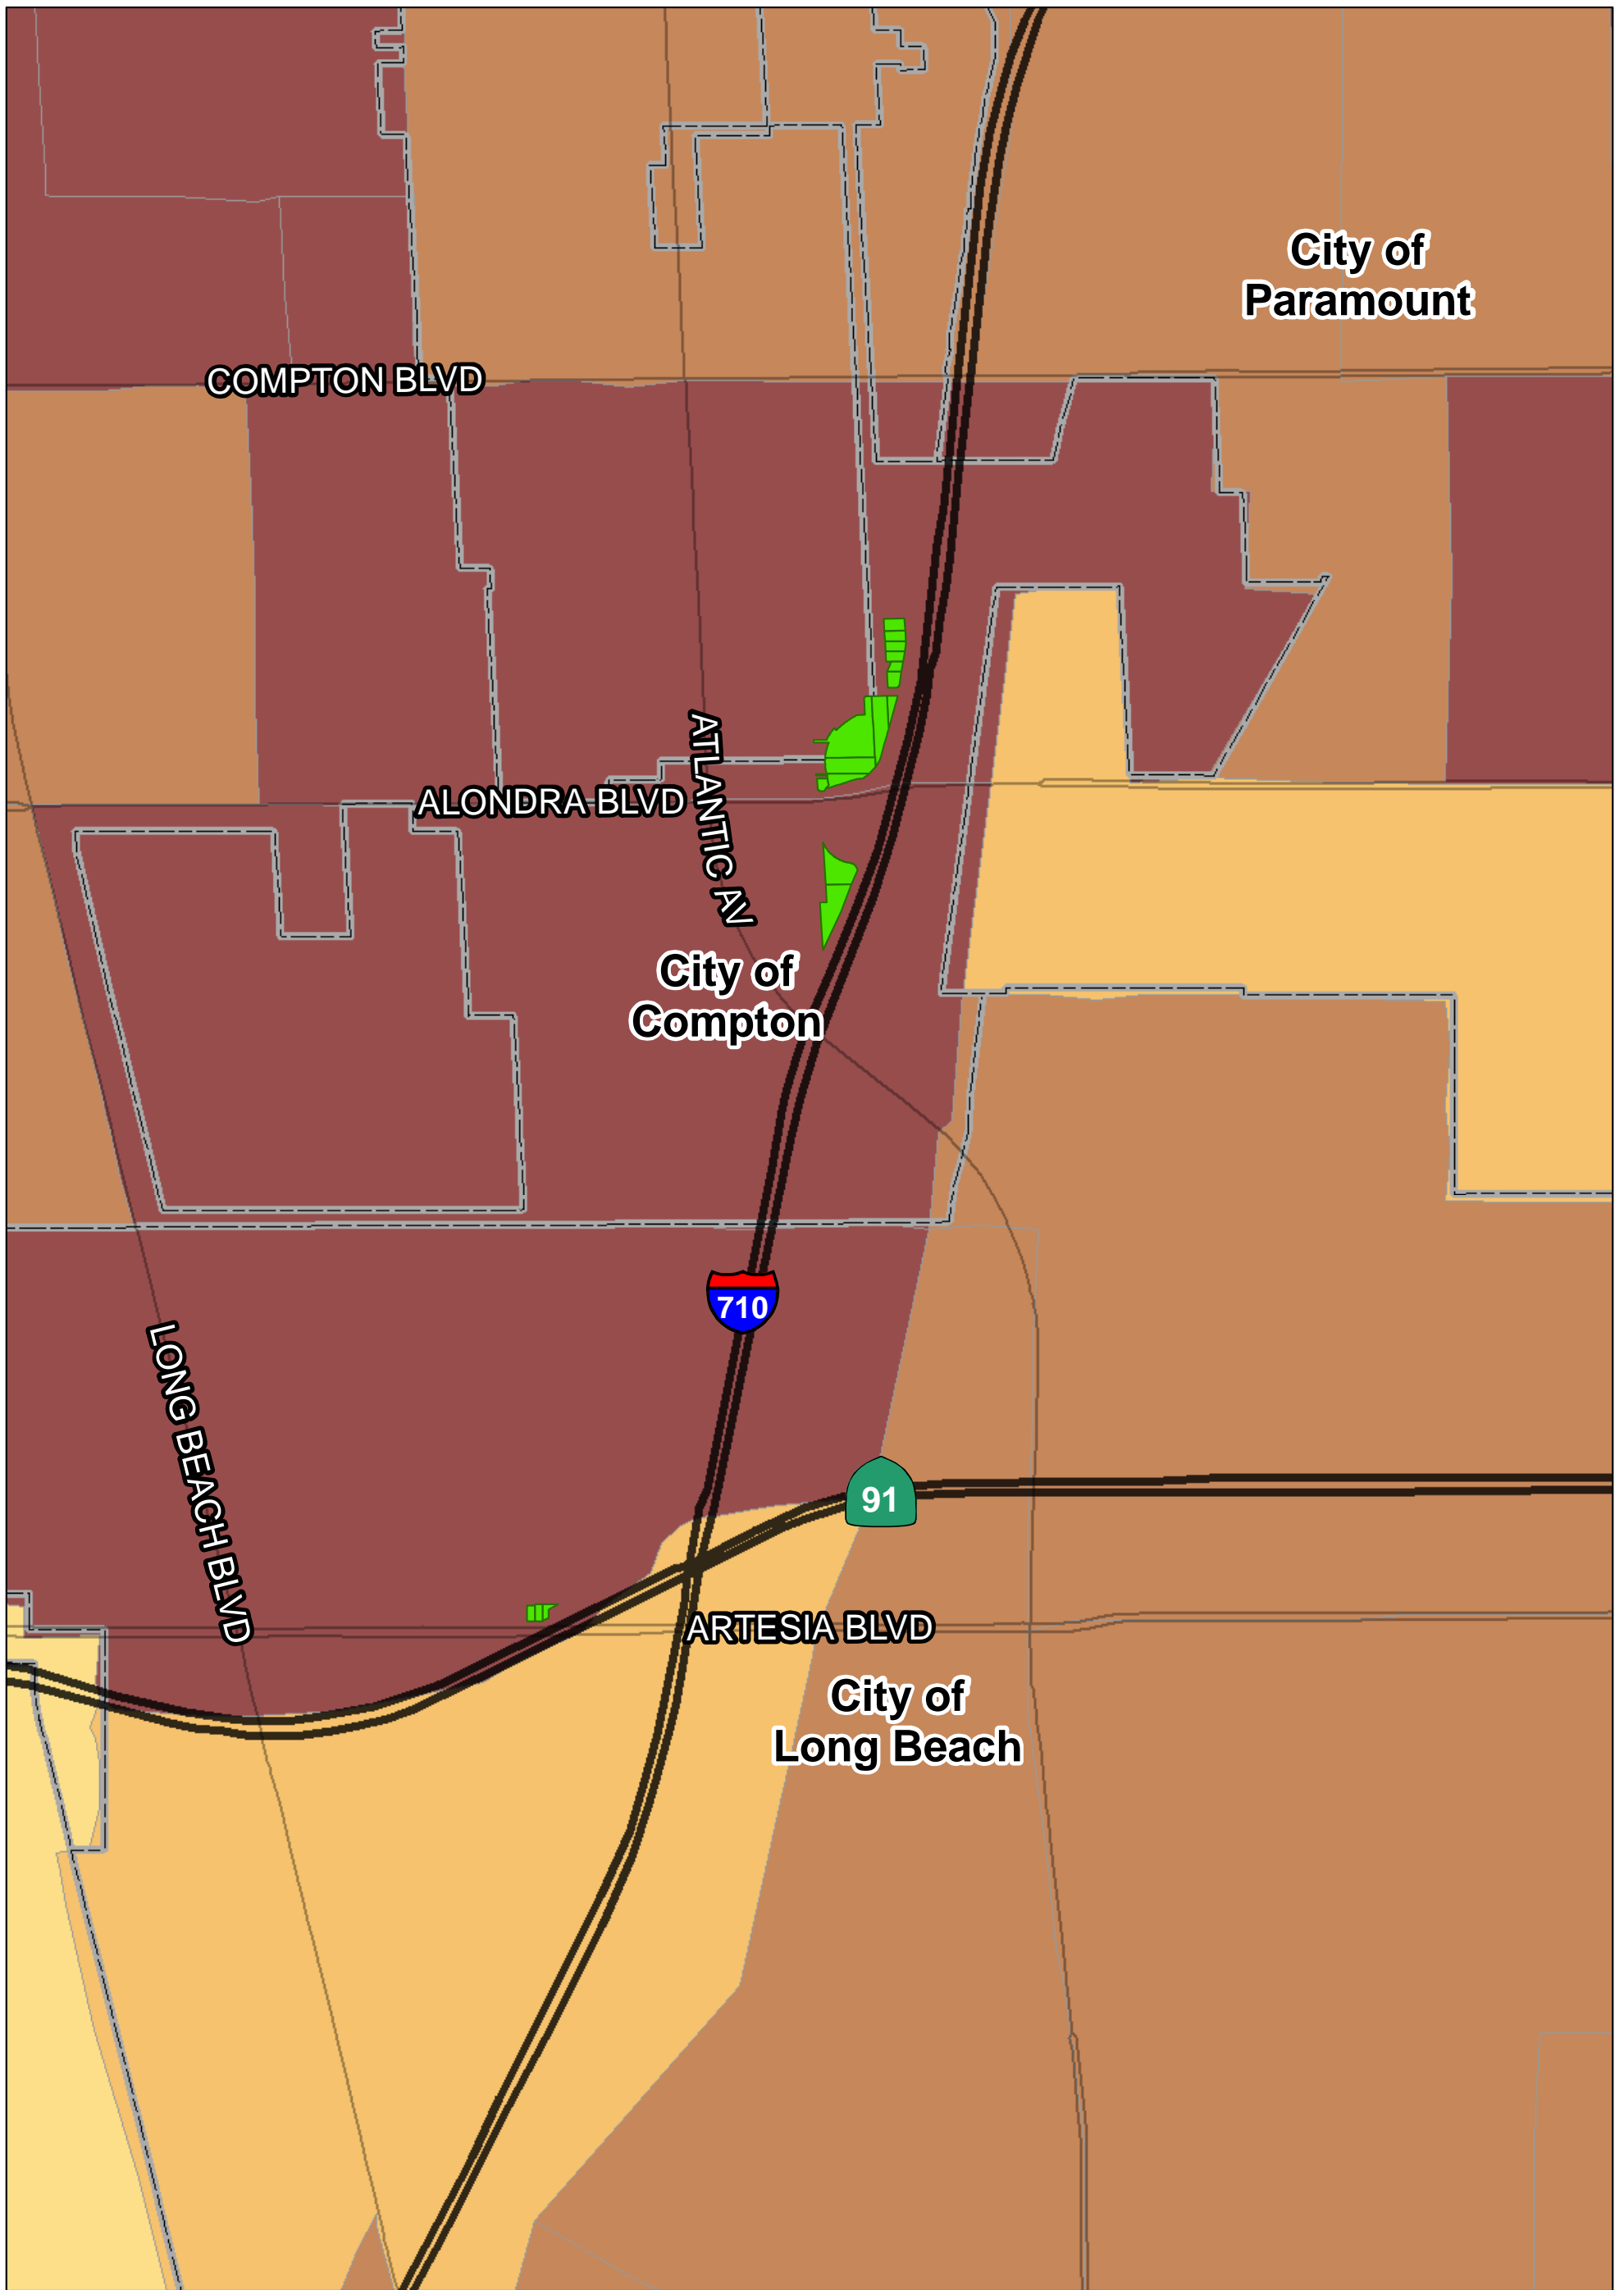 City of
Paramount
COMPTON BLVD
ATLANTIC AV
ALONDRA BLVD
City of
Compton
710
LONG BEACH BLVD
91
ARTESIA BLVD
City of
Long Beach